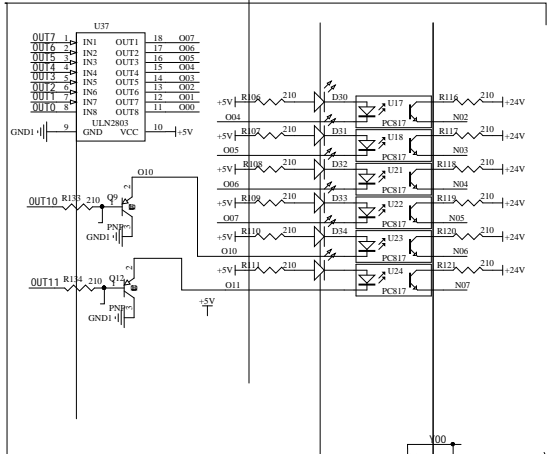 U37
OUT7 1 IN1 OUT1 18 O07
OUT6 2 IN2 OUT2 17 O06
OUT5 3 IN3 OUT3 16 O05
OUT4 4 IN4 OUT4 15 O04
OUT3 5 IN5 OUT5 14 O03
OUT2 6 IN6 OUT6 13 O02
OUT1 7 IN7 OUT7 12 O01
OUT0 8 IN8 OUT8 11 O00
GND1 9 GND VCC 10 +5V
ULN2803
+5V R106 210 D30 U17 R116 210 +24V
O04 PC817 N02
+5V R107 210 D31 U18 R117 210 +24V
O05 PC817 N03
+5V R108 210 D32 U21 R118 210 +24V
O06 PC817 N04
+5V R109 210 D33 U22 R119 210 +24V
O07 PC817 N05
+5V R110 210 D34 U23 R120 210 +24V
O10 PC817 N06
+5V R111 210 U24 R121 210 +24V
O11 PC817 N07
OUT10 R133 210 1 Q9 2 O10
PNP 3
GND1
OUT11 R134 210 1 Q12 2
PNP 3
GND1
+5V
Y00